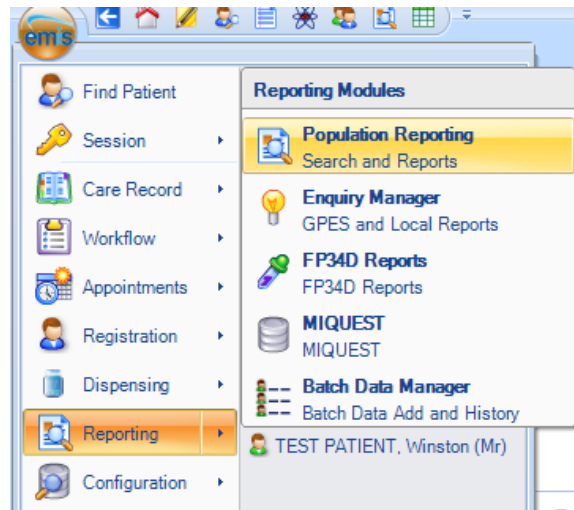 emis
Find Patient
Session
Care Record
Workflow
Appointments
Registration
Dispensing
Reporting
Configuration
Reporting Modules
Population Reporting
Search and Reports
Enquiry Manager
GPES and Local Reports
FP34D Reports
FP34D Reports
MIQUEST
MIQUEST
Batch Data Manager
Batch Data Add and History
TEST PATIENT, Winston (Mr)